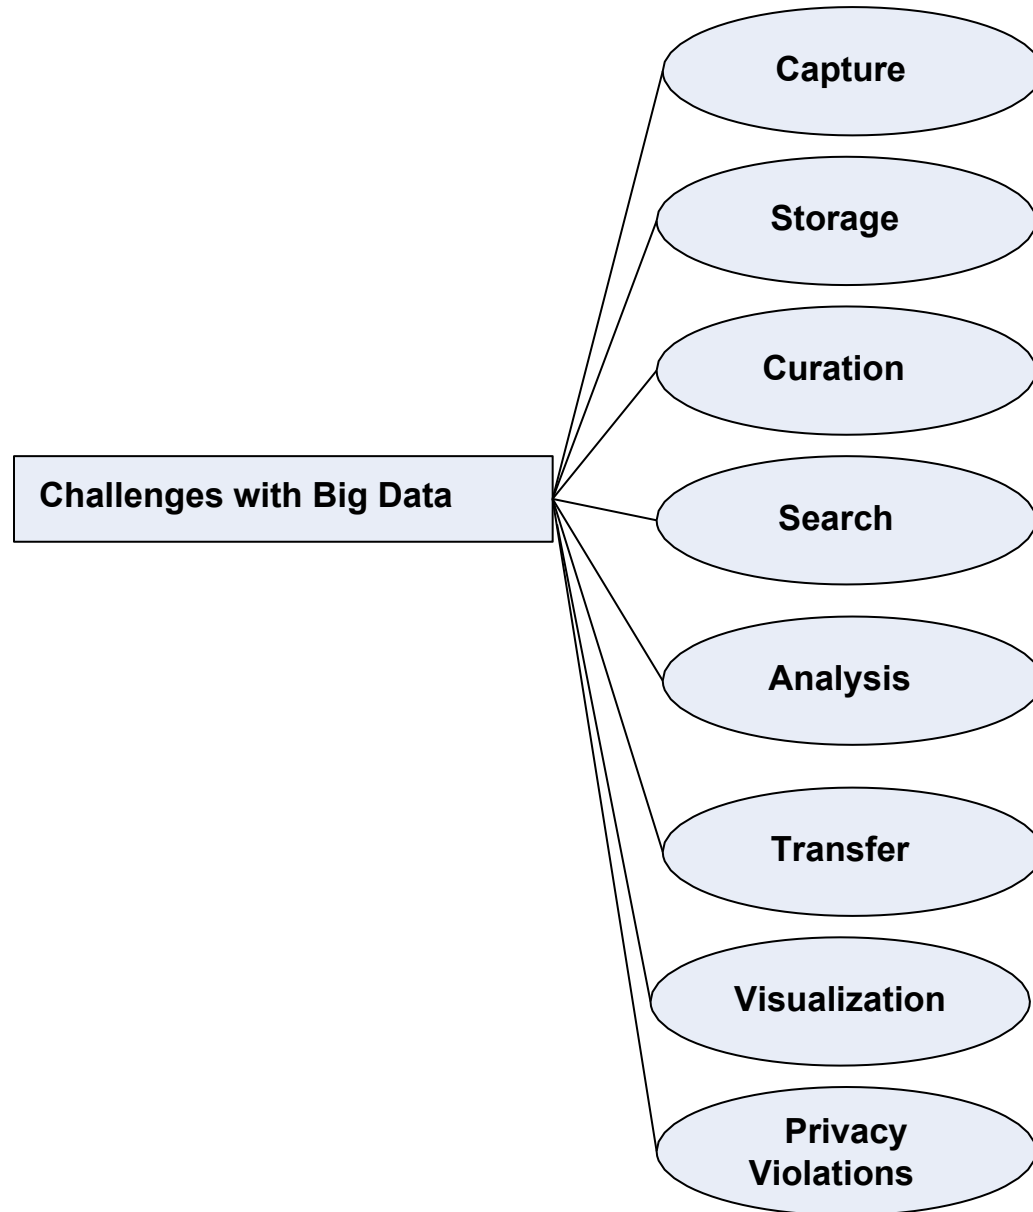 Capture
Storage
Curation
Challenges with Big Data
Search
Analysis
Transfer
Visualization
Privacy
Violations